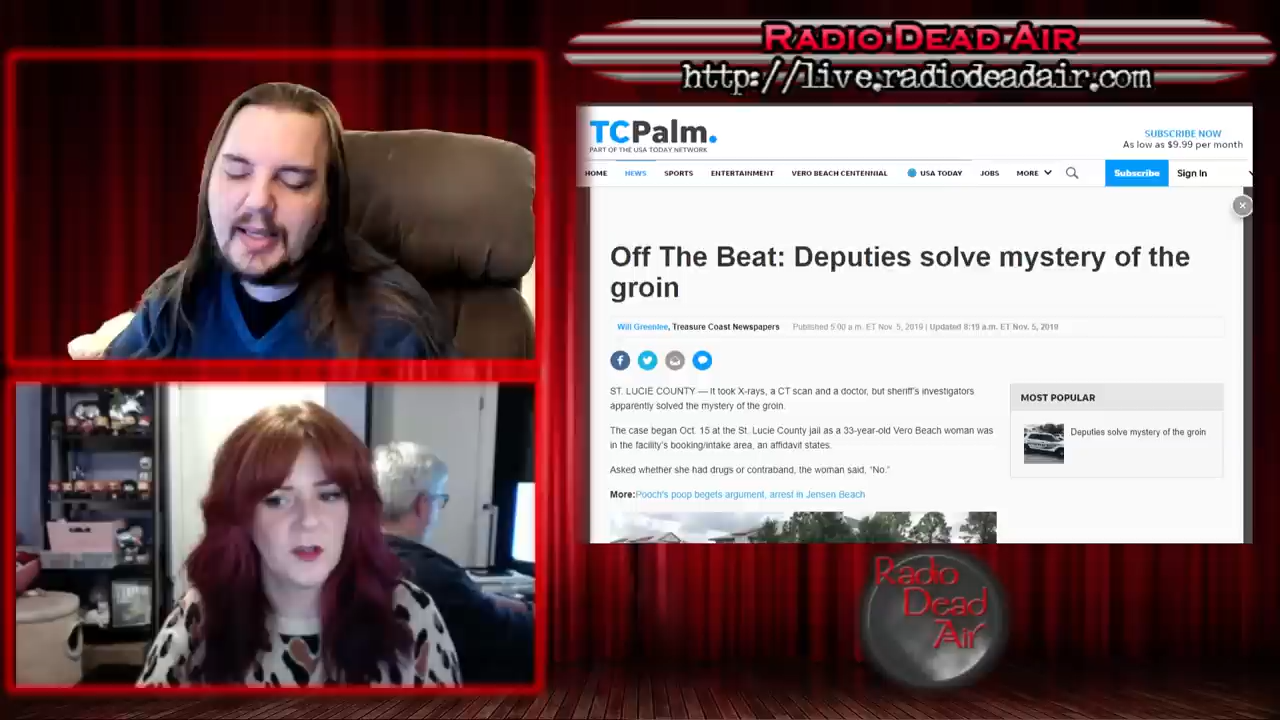 Radio Dead Air
http://live.radiodeadair.com
TCPalm.
PART OF THE USA TODAY NETWORK
SUBSCRIBE NOW
As low as $9.99 per month
HOME NEWS SPORTS ENTERTAINMENT VERO BEACH CENTENNIAL USA TODAY JOBS MORE Subscribe Sign In
Off The Beat: Deputies solve mystery of the
groin
Will Greenlee, Treasure Coast Newspapers Published 5:00 a.m. ET Nov. 5, 2019 | Updated 8:19 a.m. ET Nov. 5, 2019
ST. LUCIE COUNTY — It took X-rays, a CT scan and a doctor, but sheriff's investigators
apparently solved the mystery of the groin.
The case began Oct. 15 at the St. Lucie County jail as a 33-year-old Vero Beach woman was
in the facility's booking/intake area, an affidavit states.
Asked whether she had drugs or contraband, the woman said, "No."
More:Pooch's poop begets argument, arrest in Jensen Beach
MOST POPULAR
Deputies solve mystery of the groin
Radio
Dead
Air